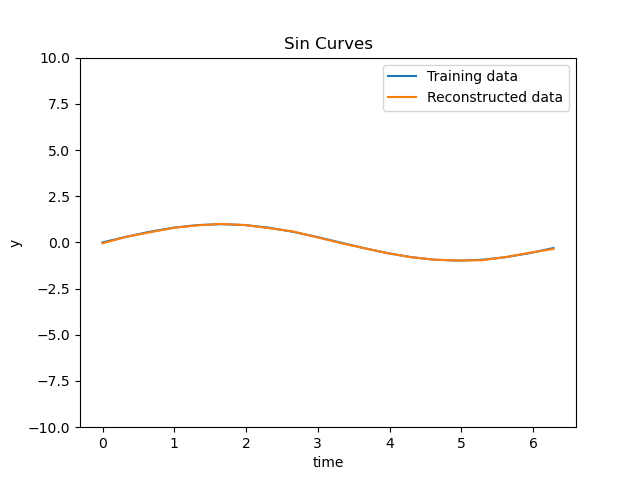 Sin Curves
Training data
Reconstructed data
10.0
7.5
5.0
2.5
0.0
−2.5
−5.0
−7.5
−10.0
y
0 1 2 3 4 5 6
time